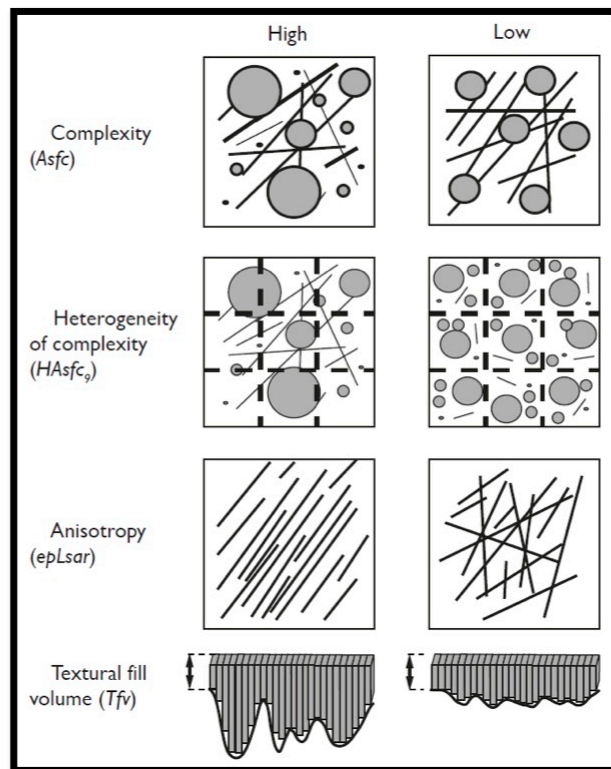 High Low
Complexity
(Asfc)
Heterogeneity
of complexity
(HAsfc₉)
Anisotropy
(epLsar)
Textural fill
volume (Tfv)